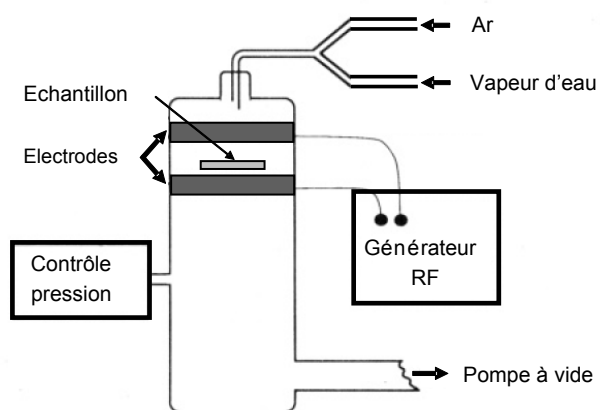 Ar
Vapeur d'eau
Echantillon
Electrodes
Générateur
RF
Contrôle
pression
Pompe à vide